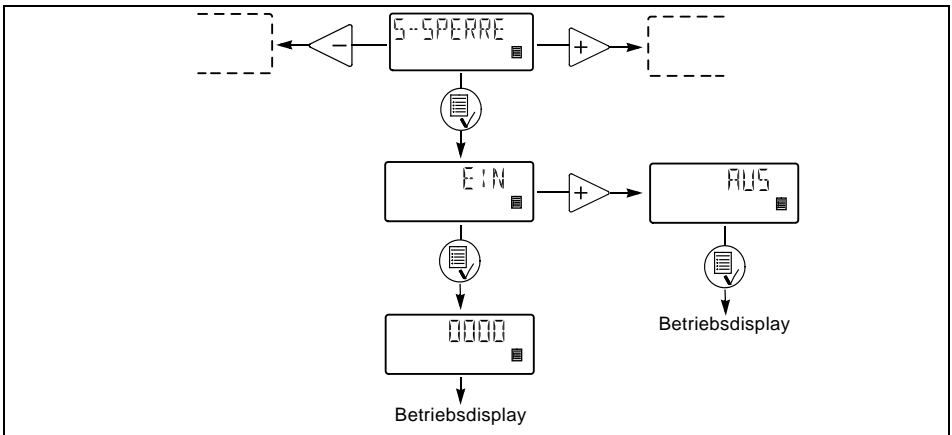 S-SPERRE
−
+
EIN
+
AUS
0000
Betriebsdisplay
Betriebsdisplay